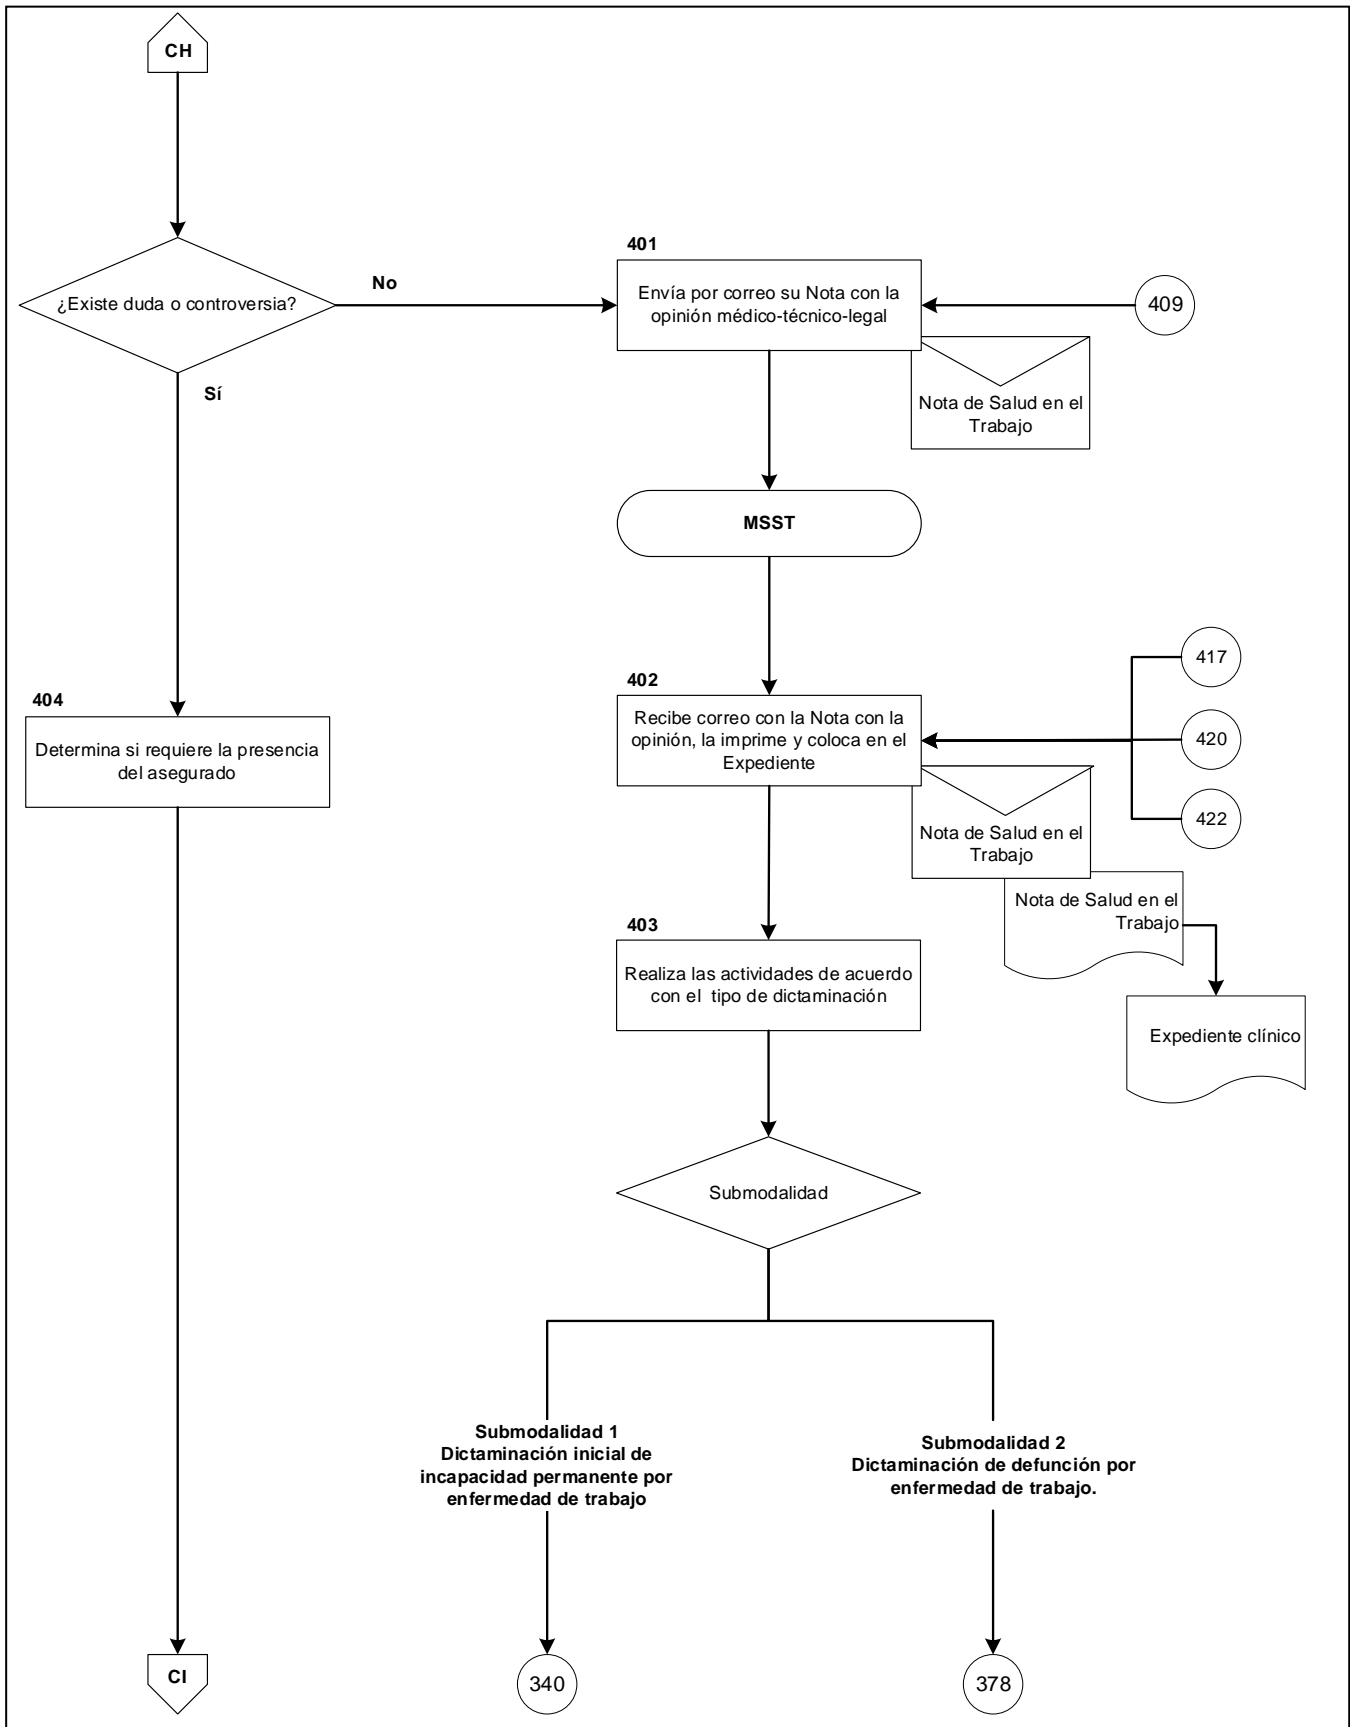 CH
¿Existe duda o controversia?
No
Sí
401
Envía por correo su Nota con la
opinión médico-técnico-legal
409
Nota de Salud en el
Trabajo
MSST
404
Determina si requiere la presencia
del asegurado
402
Recibe correo con la Nota con la
opinión, la imprime y coloca en el
Expediente
417
420
422
Nota de Salud en el
Trabajo
Nota de Salud en el
Trabajo
Expediente clínico
403
Realiza las actividades de acuerdo
con el tipo de dictaminación
Submodalidad
Submodalidad 1
Dictaminación inicial de
incapacidad permanente por
enfermedad de trabajo
Submodalidad 2
Dictaminación de defunción por
enfermedad de trabajo.
CI
340
378